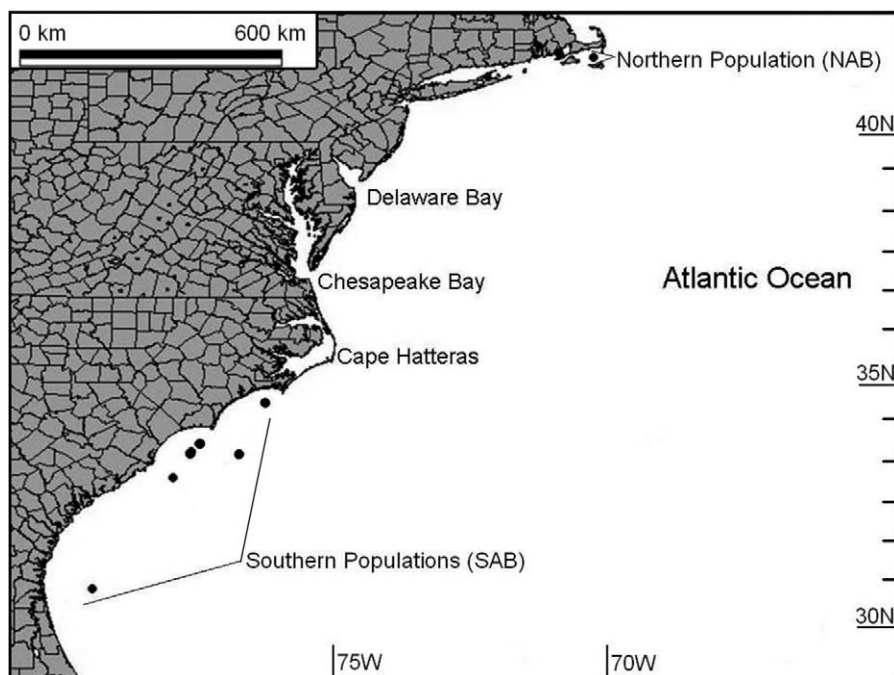 0 km 600 km
Northern Population (NAB)
40N
Delaware Bay
Chesapeake Bay
Atlantic Ocean
Cape Hatteras
35N
Southern Populations (SAB)
30N
75W
70W